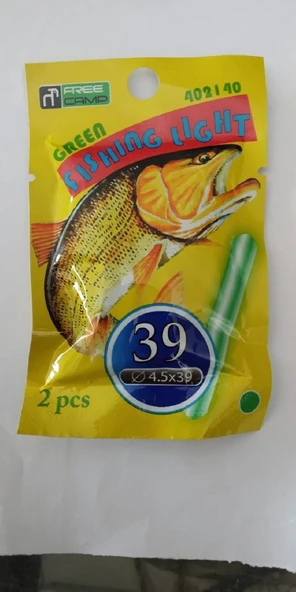 FREE
CAMP
402140
GREEN
FISHING LIGHT
39
∅ 4.5x39
2 pcs